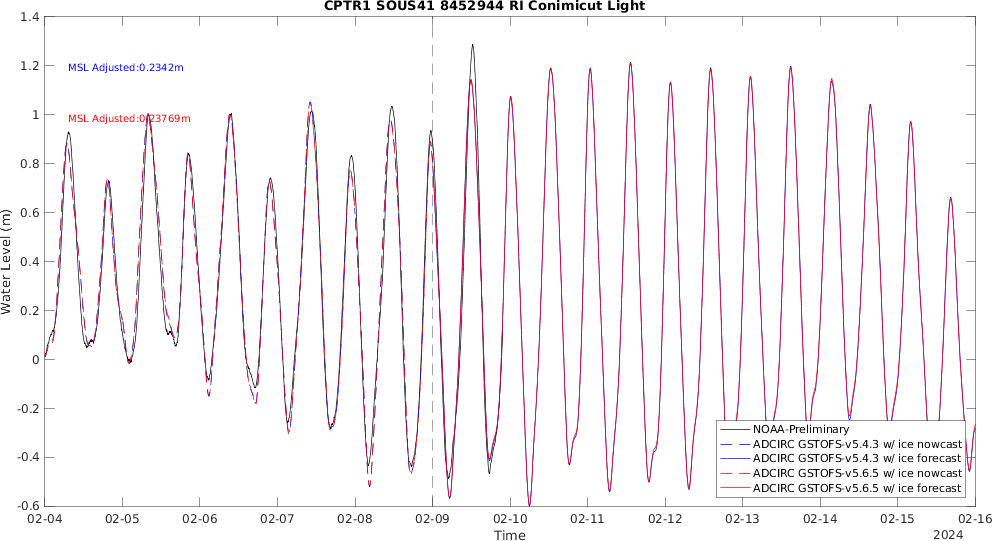 CPTR1 SOUS41 8452944 RI Conimicut Light
1.4
1.2
1
0.8
0.6
0.4
0.2
0
-0.2
-0.4
-0.6
Water Level (m)
MSL Adjusted:0.2342m
MSL Adjusted:0.23769m
NOAA-Preliminary
ADCIRC GSTOFS-v5.4.3 w/ ice nowcast
ADCIRC GSTOFS-v5.4.3 w/ ice forecast
ADCIRC GSTOFS-v5.6.5 w/ ice nowcast
ADCIRC GSTOFS-v5.6.5 w/ ice forecast
02-04 02-05 02-06 02-07 02-08 02-09 02-10 02-11 02-12 02-13 02-14 02-15 02-16
Time
2024